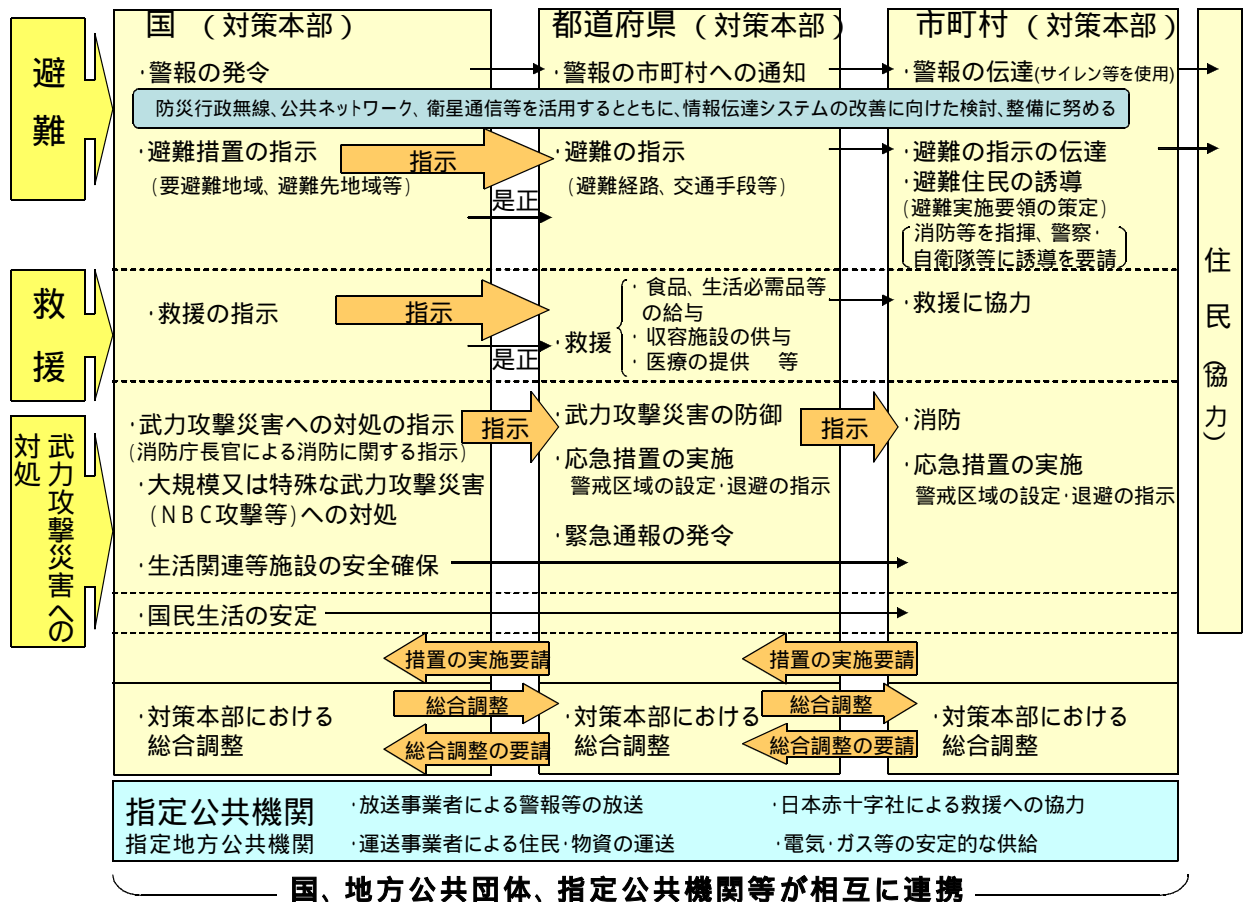 国 （対策本部）
都道府県（対策本部）
市町村（対策本部）
避難
・警報の発令
・警報の市町村への通知
・警報の伝達(サイレン等を使用)
防災行政無線、公共ネットワーク、衛星通信等を活用するとともに、情報伝達システムの改善に向けた検討、整備に努める
・避難措置の指示
(要避難地域、避難先地域等)
指示
是正
・避難の指示
(避難経路、交通手段等)
・避難の指示の伝達
・避難住民の誘導
(避難実施要領の策定)
消防等を指揮、警察・
自衛隊等に誘導を要請
住民（協力）
救援
・救援の指示
指示
是正
・救援
・食品、生活必需品等
の給与
・収容施設の供与
・医療の提供　等
・救援に協力
武力攻撃災害への
対処
・武力攻撃災害への対処の指示
(消防庁長官による消防に関する指示)
指示
・武力攻撃災害の防御
指示
・消防
・大規模又は特殊な武力攻撃災害
(NBC攻撃等)への対処
・応急措置の実施
警戒区域の設定・退避の指示
・応急措置の実施
警戒区域の設定・退避の指示
・緊急通報の発令
・生活関連等施設の安全確保
・国民生活の安定
措置の実施要請
措置の実施要請
・対策本部における
総合調整
総合調整
総合調整の要請
・対策本部における
総合調整
総合調整
総合調整の要請
・対策本部における
総合調整
指定公共機関
指定地方公共機関
・放送事業者による警報等の放送
・日本赤十字社による救援への協力
・運送事業者による住民・物資の運送
・電気・ガス等の安定的な供給
国、地方公共団体、指定公共機関等が相互に連携